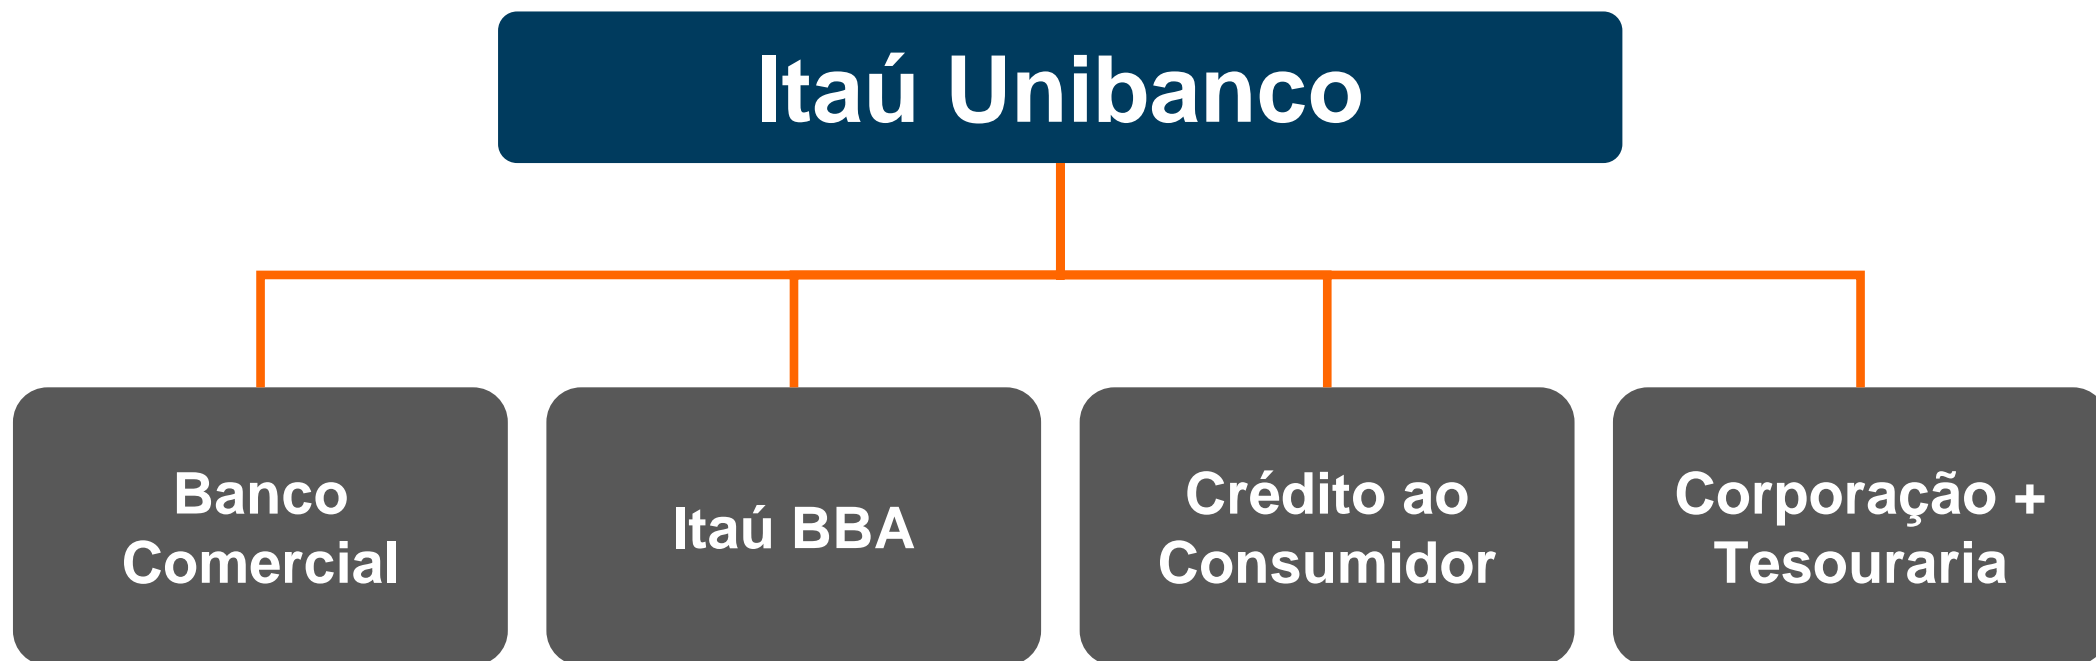 Itaú Unibanco
Banco
Comercial
Itaú BBA
Crédito ao
Consumidor
Corporação +
Tesouraria